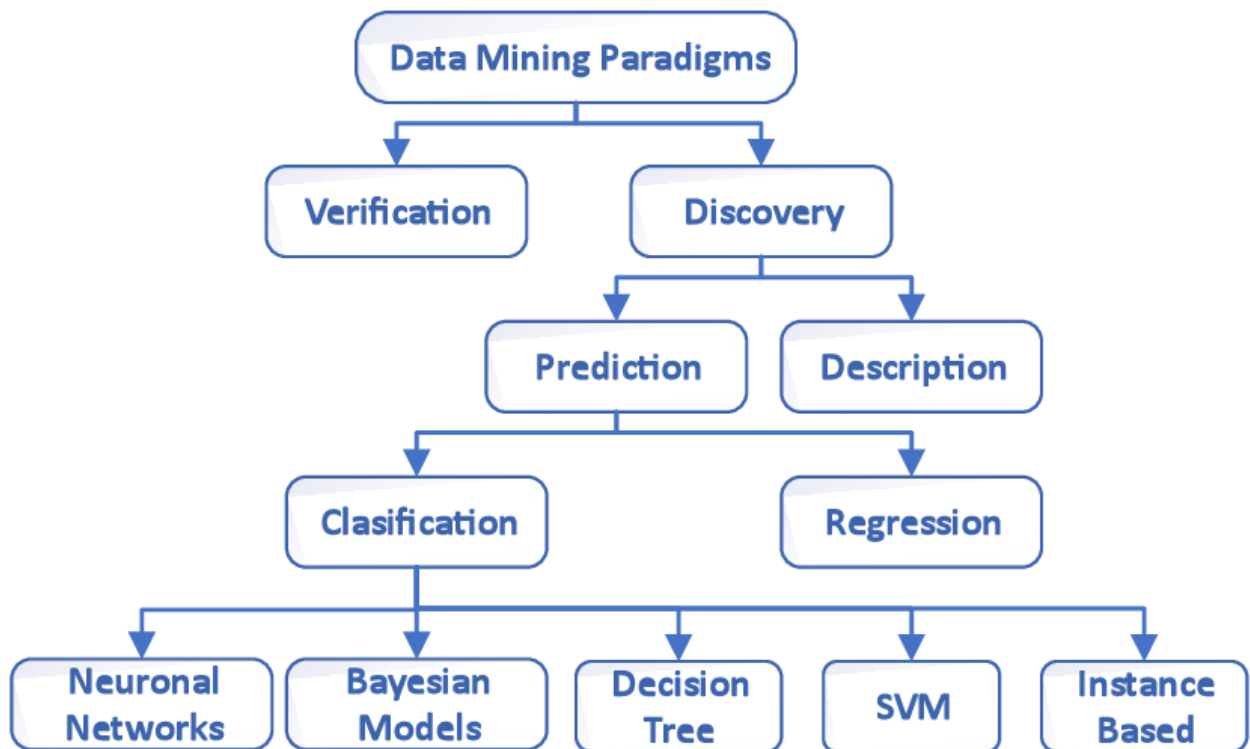 Data Mining Paradigms
Verification
Discovery
Prediction
Description
Clasification
Regression
Neuronal
Networks
Bayesian
Models
Decision
Tree
SVM
Instance
Based